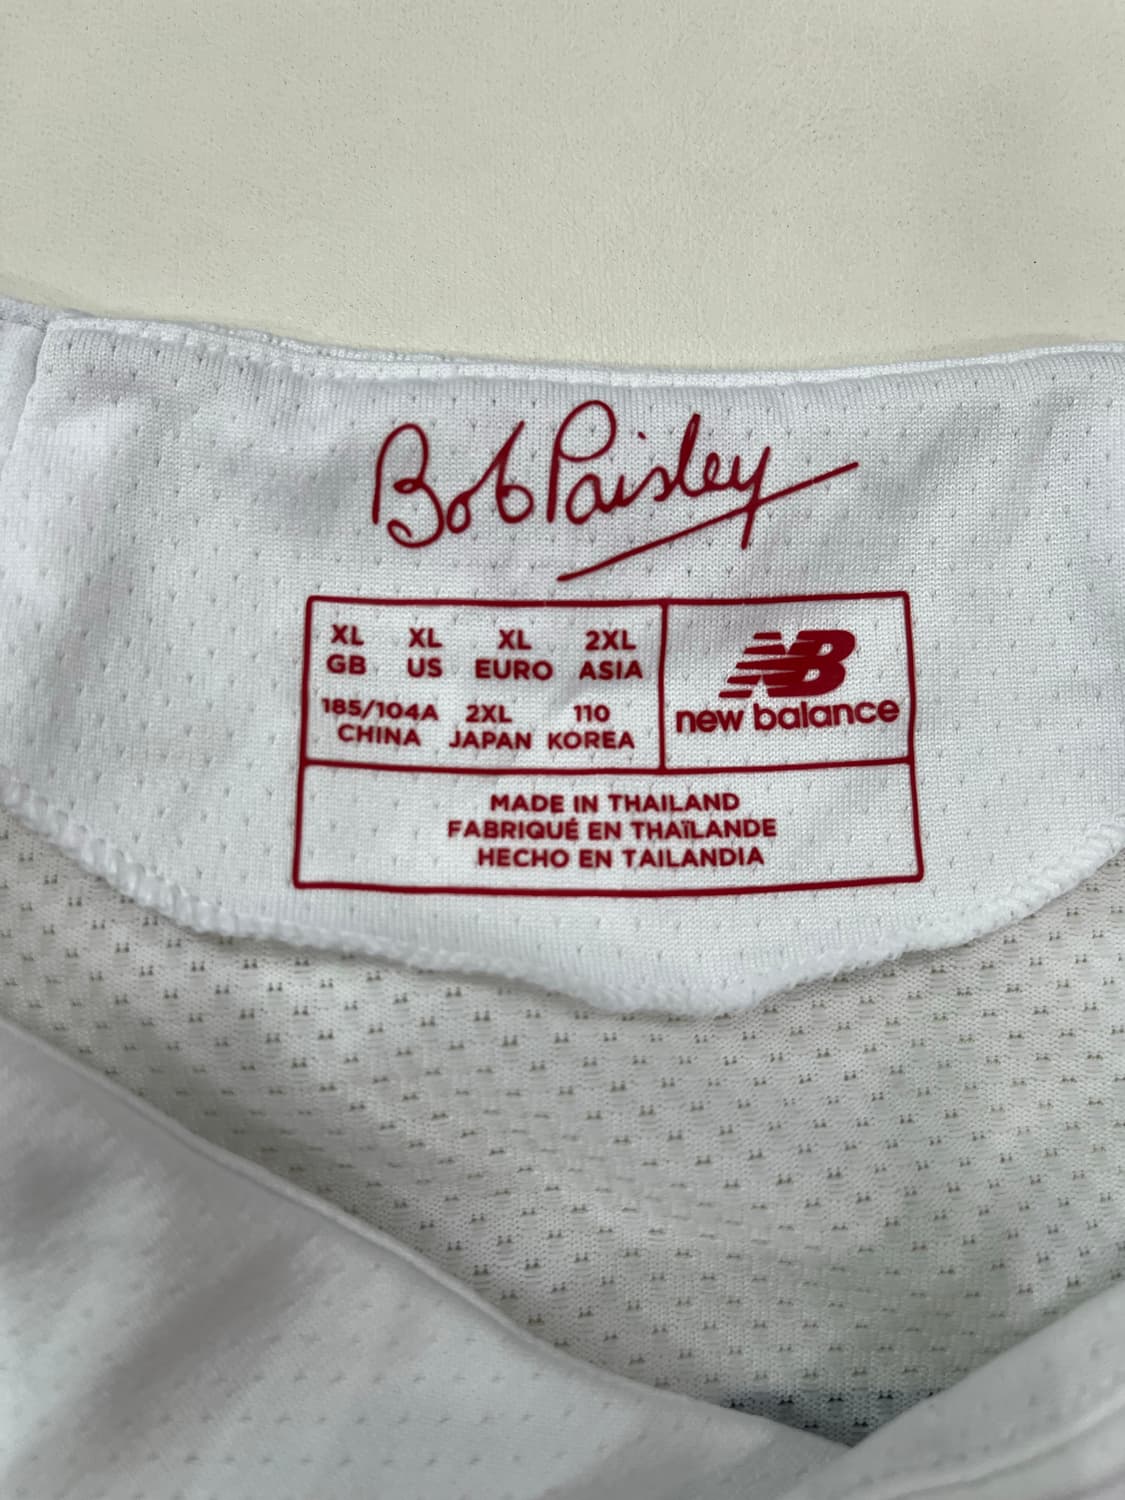 Bob Paisley
XL XL XL 2XL
GB US EURO ASIA
185/104A 2XL 110
CHINA JAPAN KOREA
NB
new balance
MADE IN THAILAND
FABRIQUÉ EN THAÏLANDE
HECHO EN TAILANDIA